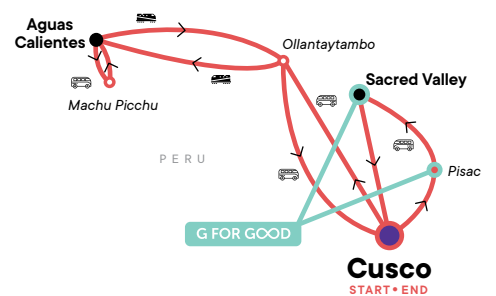 Aguas
Calientes
Ollantaytambo
Sacred Valley
Machu Picchu
PERU
Pisac
G FOR GOOD
Cusco
START • END